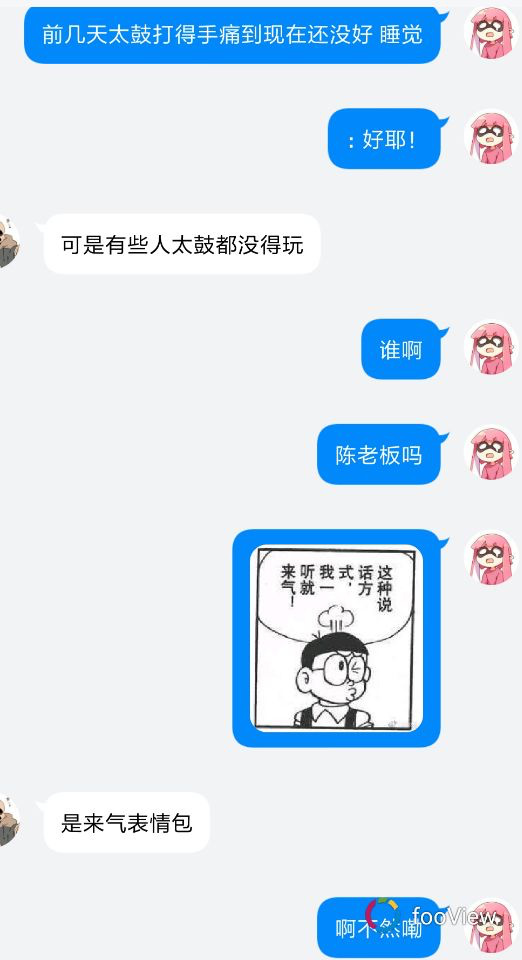 前几天太鼓打得手痛到现在还没好 睡觉
：好耶！
可是有些人太鼓都没得玩
谁啊
陈老板吗
这种说
话方
式，
我一
听就
来气！
是来气表情包
啊不然嘞
fooView